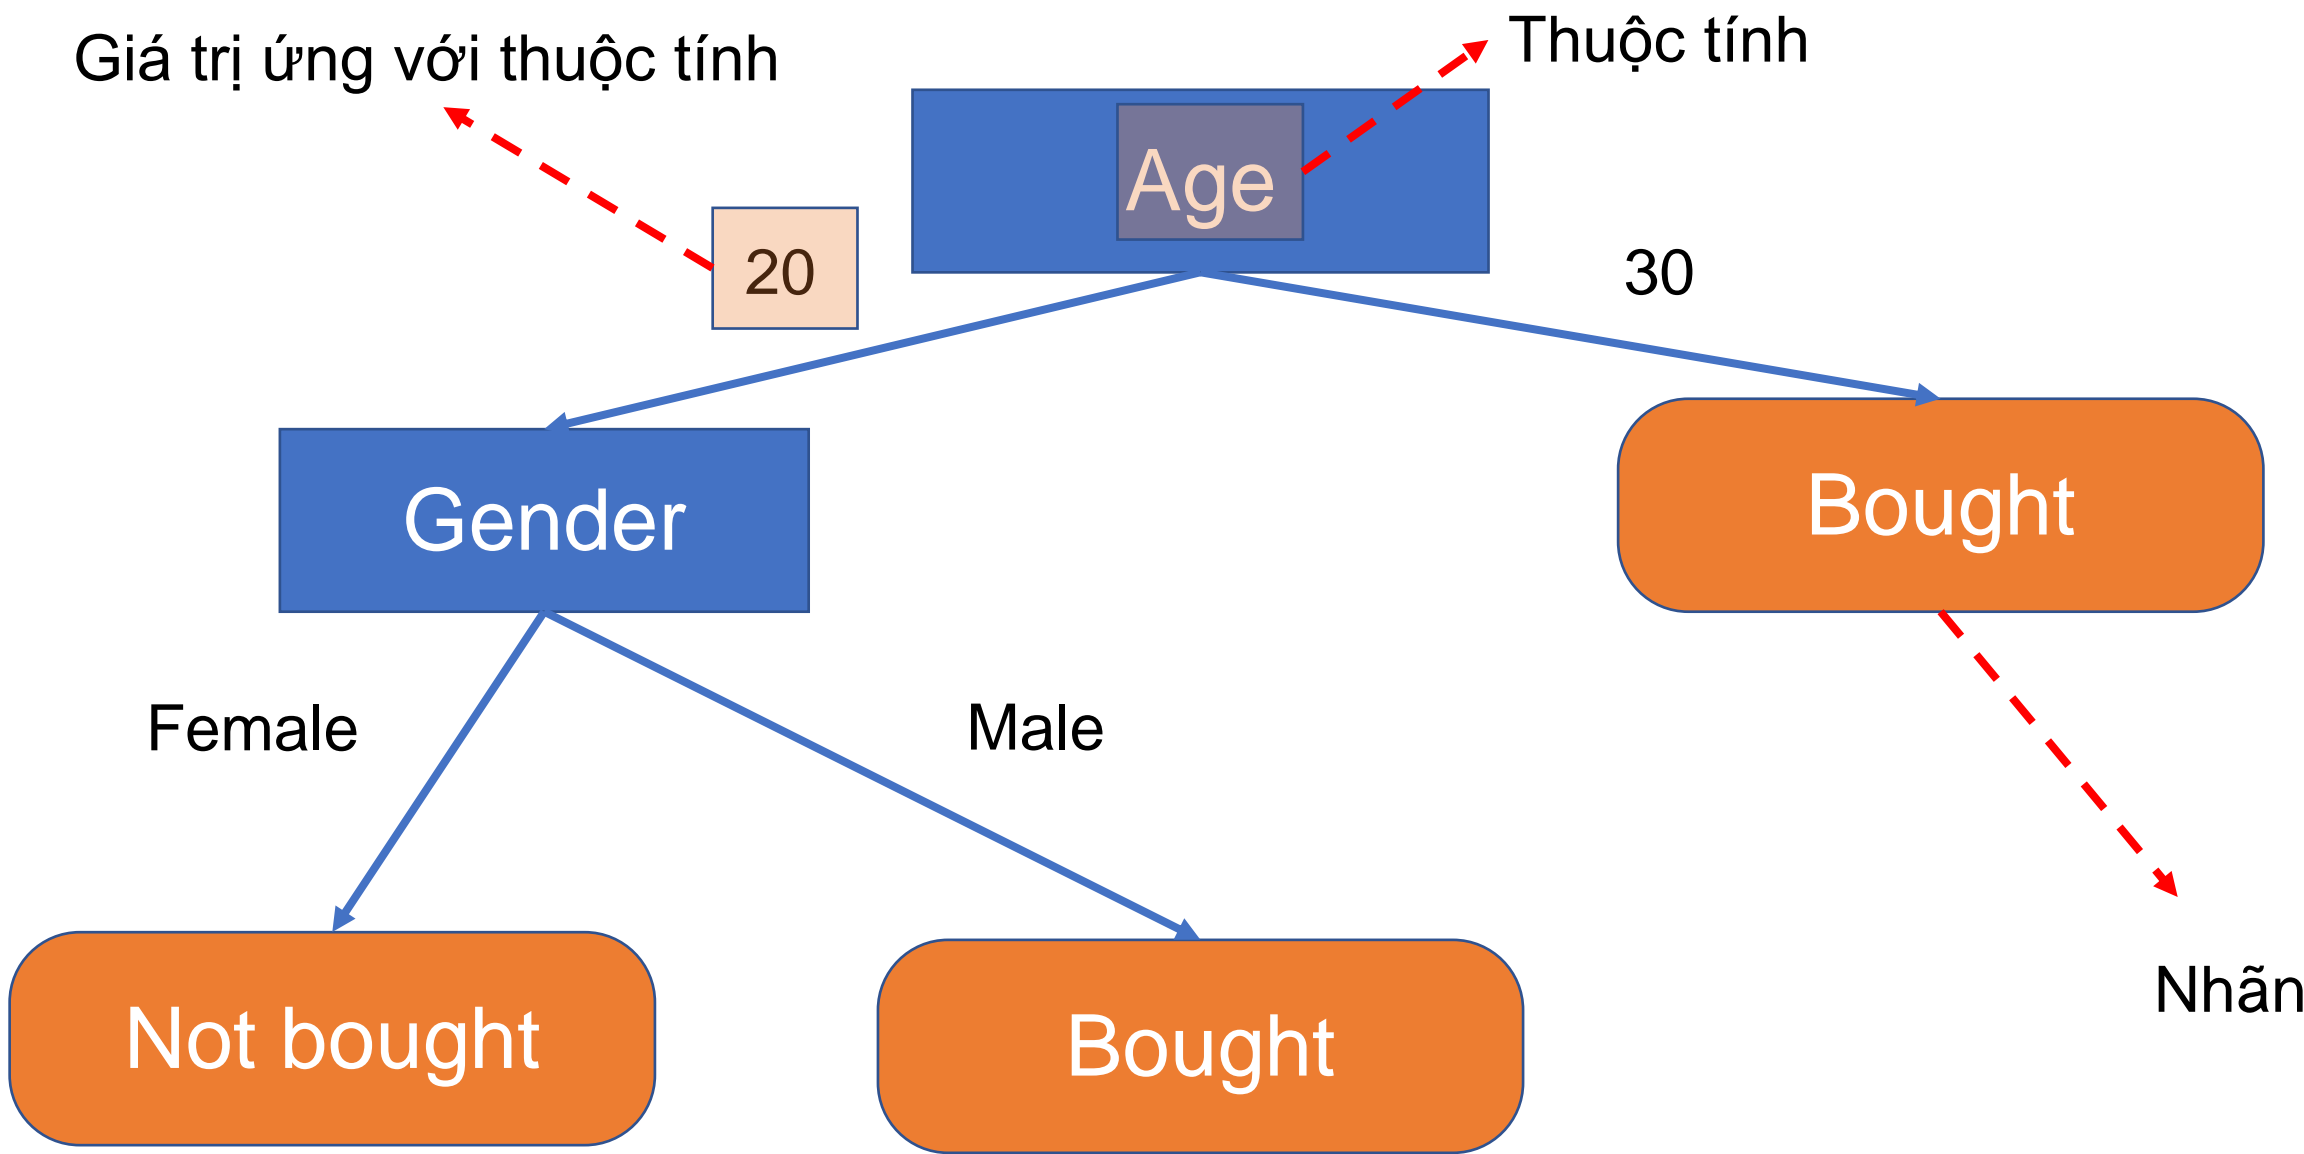 Thuộc tính
Giá trị ứng với thuộc tính
Age
20
30
Gender
Bought
Female
Male
Nhãn
Not bought
Bought